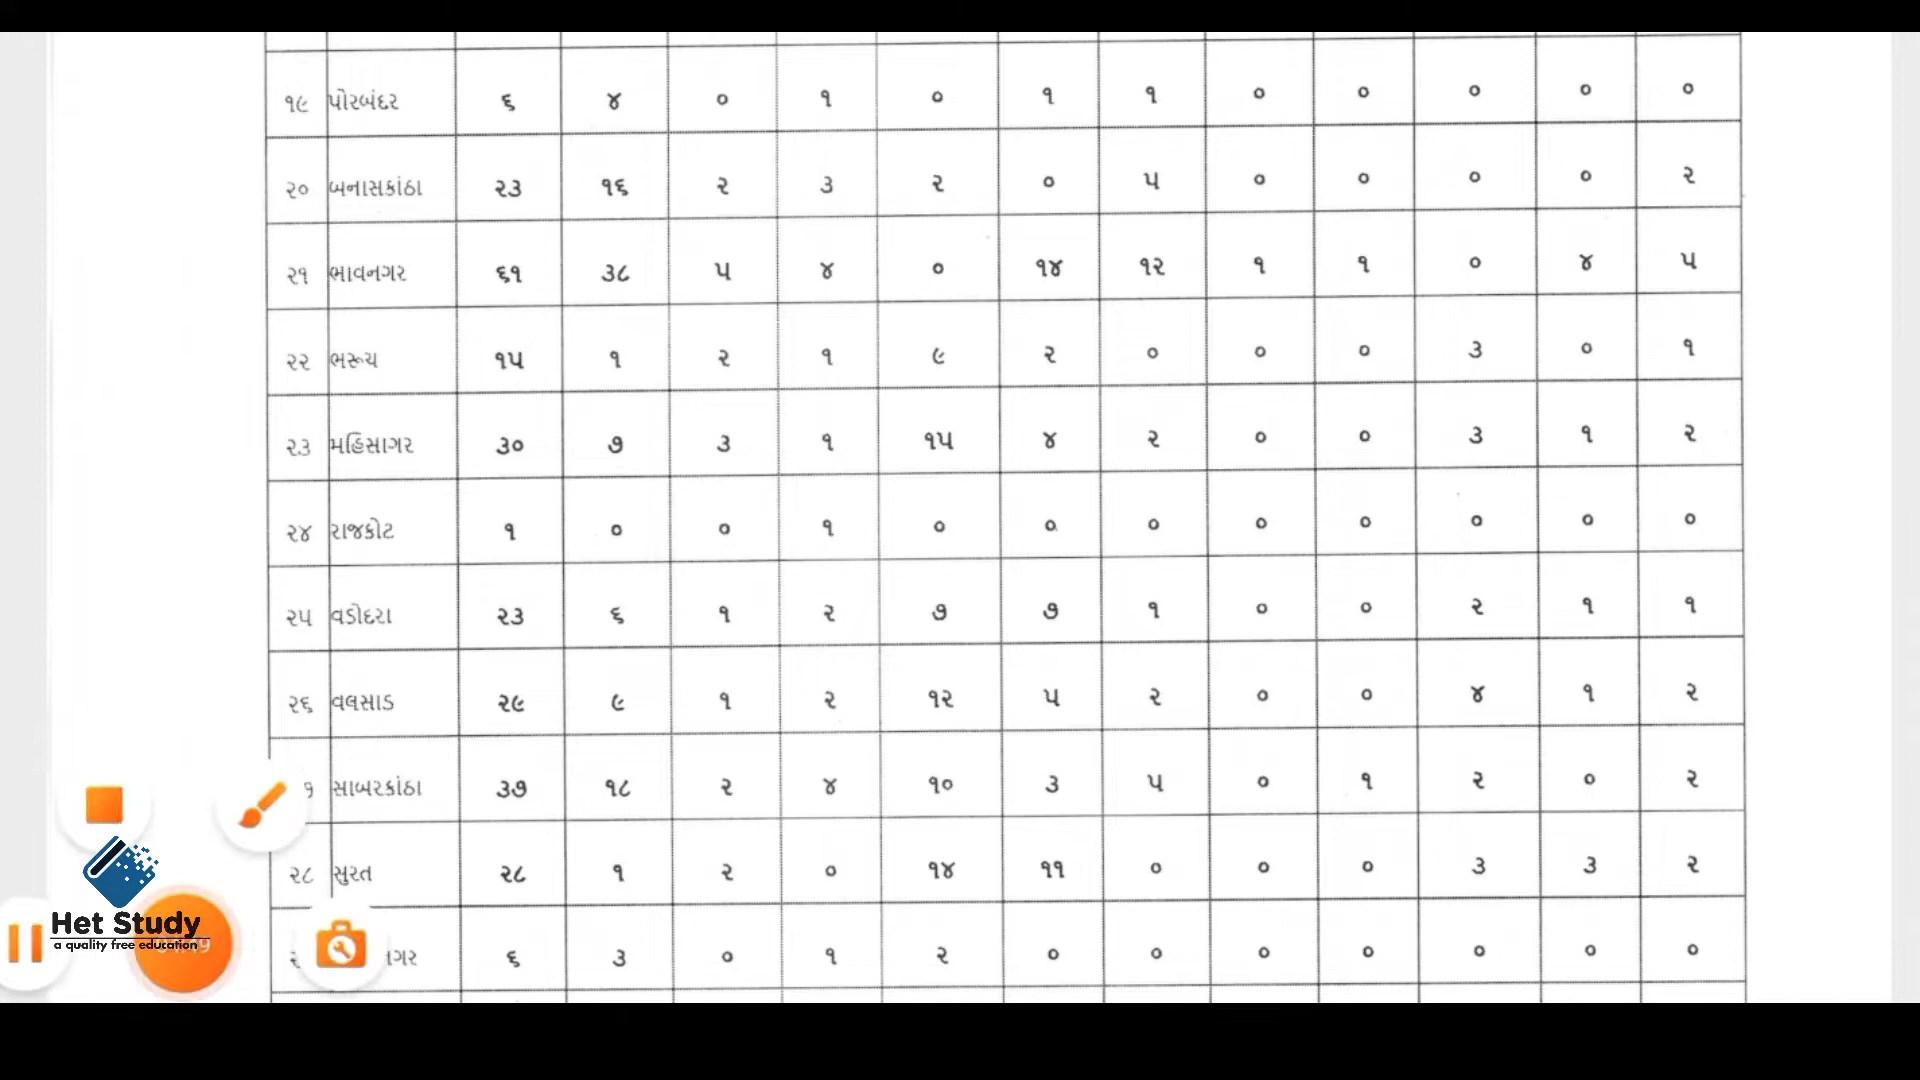 ૧૯ પોરબંદર ૬ ૪ ૦ ૧ ૦ ૧ ૧ ૦ ૦ ૦ ૦ ૦
૨૦ બનાસકાંઠા ૨૩ ૧૬ ૨ ૩ ૨ ૦ ૫ ૦ ૦ ૦ ૦ ૨
૨૧ ભાવનગર ૬૧ ૩૮ ૫ ૪ ૦ ૧૪ ૧૨ ૧ ૧ ૦ ૪ ૫
૨૨ ભરૂચ ૧૫ ૧ ૨ ૧ ૯ ૨ ૦ ૦ ૦ ૩ ૦ ૧
૨૩ મહિસાગર ૩૦ ૭ ૩ ૧ ૧૫ ૪ ૨ ૦ ૦ ૩ ૧ ૨
૨૪ રાજકોટ ૧ ૦ ૦ ૧ ૦ ૦ ૦ ૦ ૦ ૦ ૦ ૦
૨૫ વડોદરા ૨૩ ૬ ૧ ૨ ૭ ૭ ૧ ૦ ૦ ૨ ૧ ૧
૨૬ વલસાડ ૨૯ ૯ ૧ ૨ ૧૨ ૫ ૨ ૦ ૦ ૪ ૧ ૨
સાબરકાંઠા ૩૭ ૧૮ ૨ ૪ ૧૦ ૩ ૫ ૦ ૧ ૨ ૦ ૨
૨૮ સુરત ૨૮ ૧ ૨ ૦ ૧૪ ૧૧ ૦ ૦ ૦ ૩ ૩ ૨
નગર ૬ ૩ ૦ ૧ ૨ ૦ ૦ ૦ ૦ ૦ ૦ ૦
Het Study
a quality free education